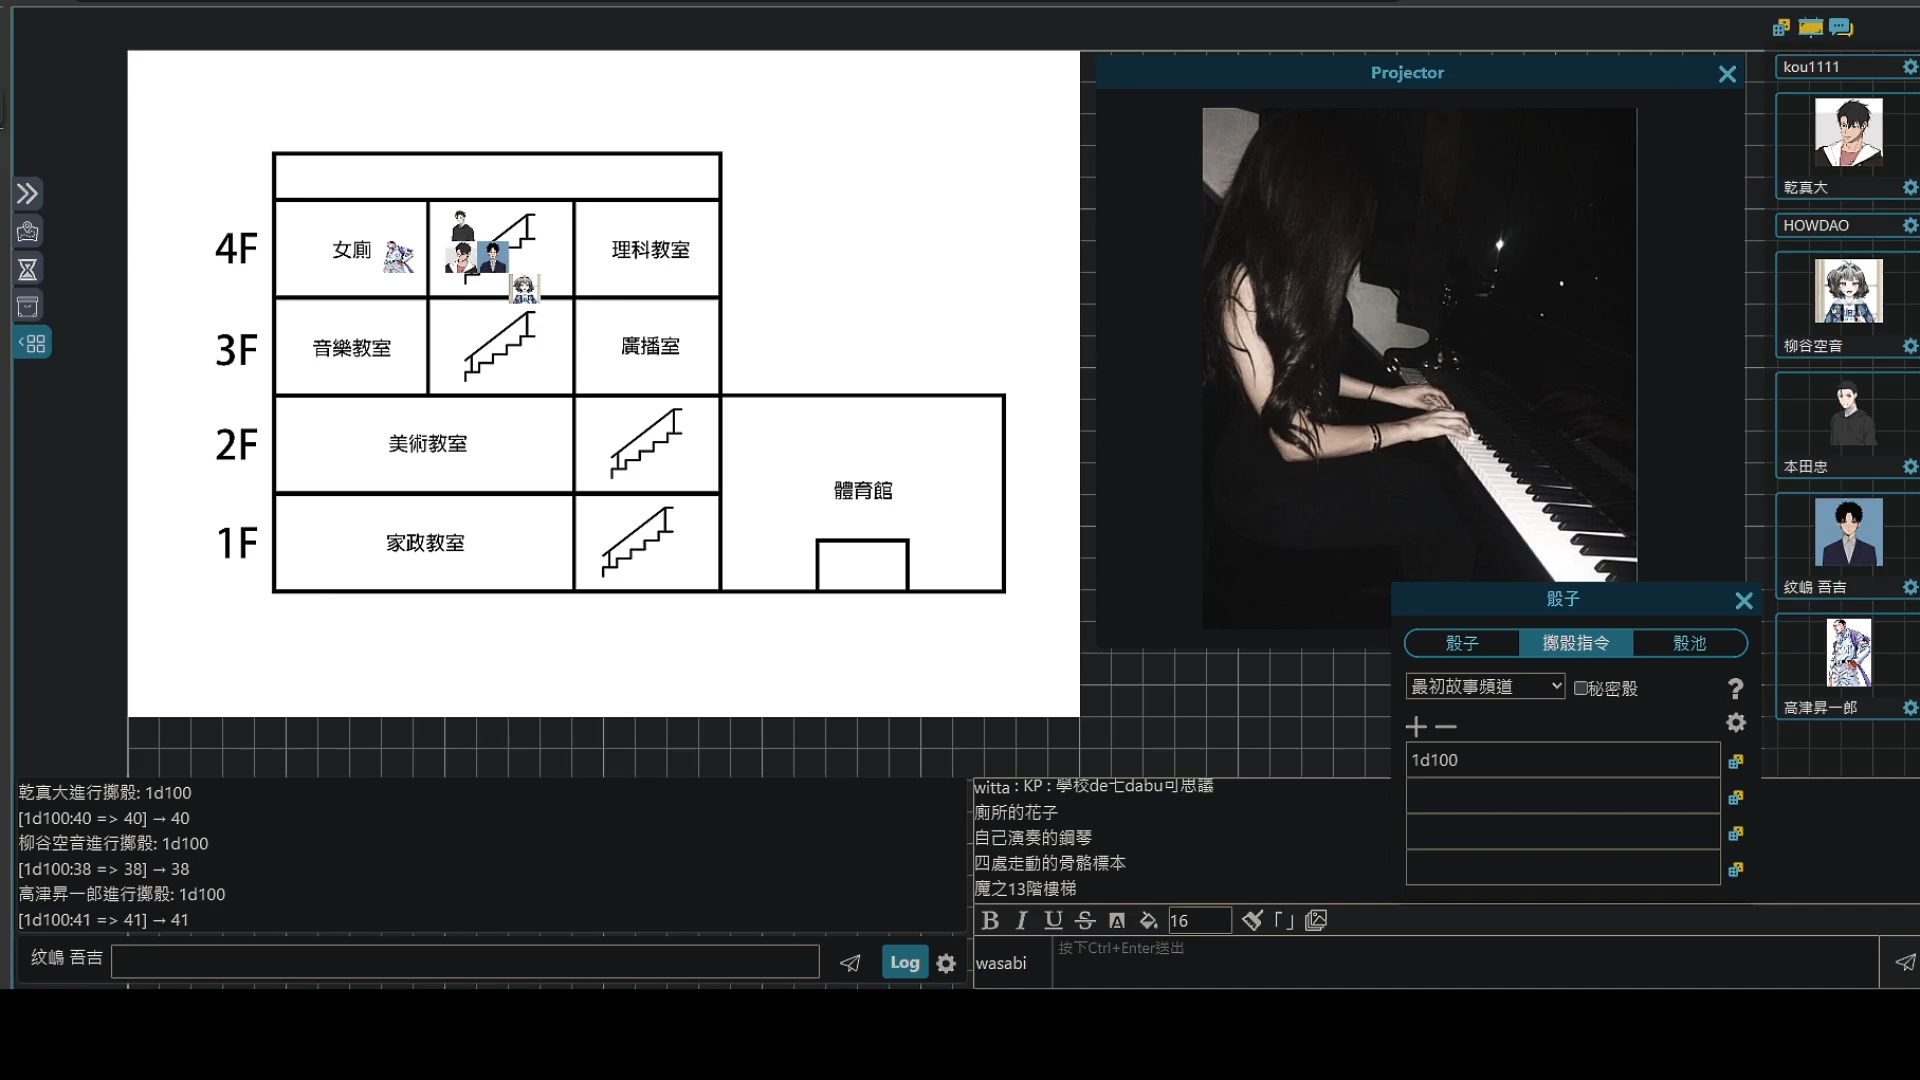 Projector
kou1111
乾真大
HOWDAO
柳谷空音
本田忠
纹嶋 吾吉
高津昇一郎
4F
女廁
理科教室
3F
音樂教室
廣播室
2F
美術教室
體育館
1F
家政教室
骰子
骰子
擲骰指令
骰池
最初故事頻道
秘密骰
?
1d100
乾真大進行擲骰: 1d100
[1d100:40 => 40] → 40
柳谷空音進行擲骰: 1d100
[1d100:38 => 38] → 38
高津昇一郎進行擲骰: 1d100
[1d100:41 => 41] → 41
纹嶋 吾吉
Log
witta : KP : 學校de七dabu可思議
廁所的花子
自己演奏的鋼琴
四處走動的骨骼標本
魔之13階樓梯
B I U S A 16 「」
wasabi
按下Ctrl+Enter送出